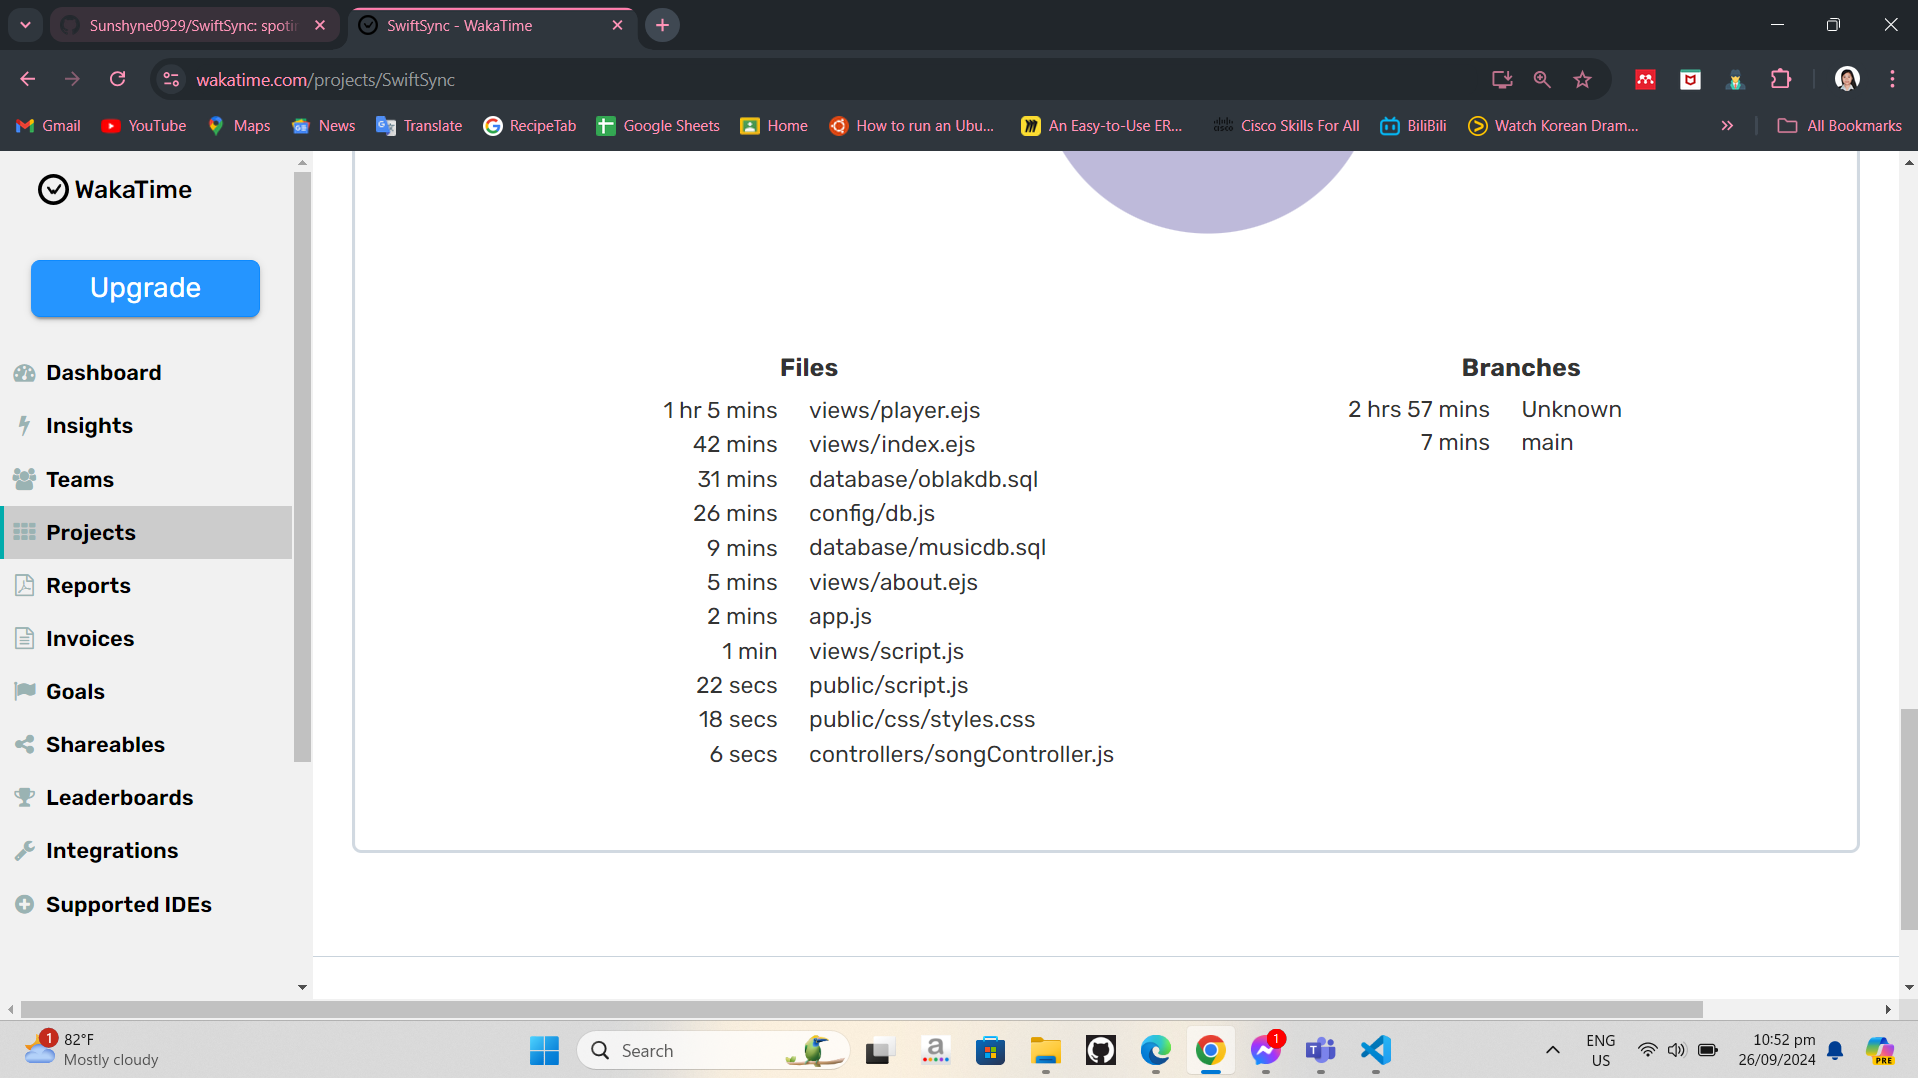 Sunshyne0929/SwiftSync: spoti
SwiftSync - WakaTime
wakatime.com/projects/SwiftSync
Gmail
YouTube
Maps
News
Translate
RecipeTab
Google Sheets
Home
How to run an Ubu...
An Easy-to-Use ER...
Cisco Skills For All
BiliBili
Watch Korean Dram...
All Bookmarks
WakaTime
Upgrade
Dashboard
Insights
Teams
Projects
Reports
Invoices
Goals
Shareables
Leaderboards
Integrations
Supported IDEs
Files
1 hr 5 mins views/player.ejs
42 mins views/index.ejs
31 mins database/oblakdb.sql
26 mins config/db.js
9 mins database/musicdb.sql
5 mins views/about.ejs
2 mins app.js
1 min views/script.js
22 secs public/script.js
18 secs public/css/styles.css
6 secs controllers/songController.js
Branches
2 hrs 57 mins Unknown
7 mins main
1
82°F
Mostly cloudy
Search
a
1
ENG
US
10:52 pm
26/09/2024
PRE